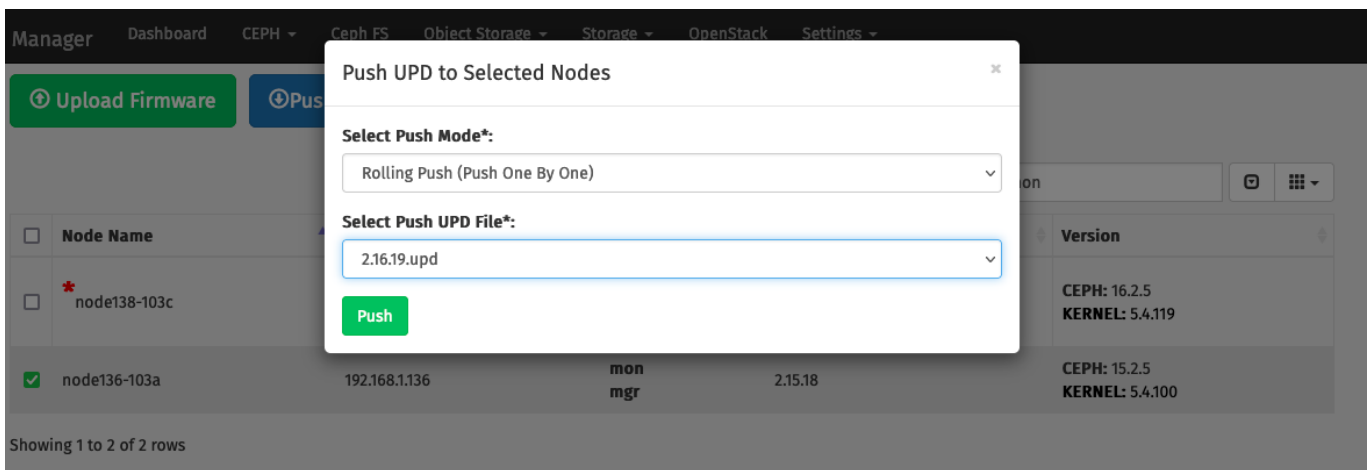 Manager Dashboard CEPH Ceph FS Object Storage Storage OpenStack Settings
Push UPD to Selected Nodes ×
Upload Firmware
Select Push Mode*:
Rolling Push (Push One By One)
Select Push UPD File*:
2.16.19.upd
Push
Node Name Version
*node138-103c
CEPH: 16.2.5
KERNEL: 5.4.119
node136-103a 192.168.1.136 mon 2.15.18 CEPH: 15.2.5
mgr KERNEL: 5.4.100
Showing 1 to 2 of 2 rows